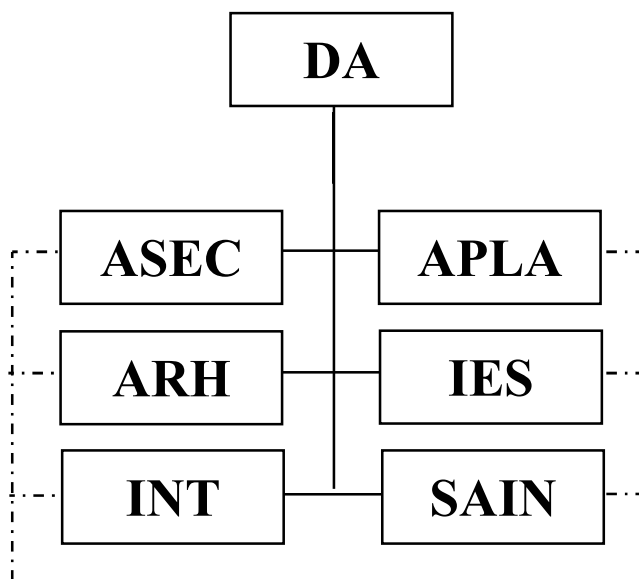 DA
ASEC
APLA
ARH
IES
INT
SAIN